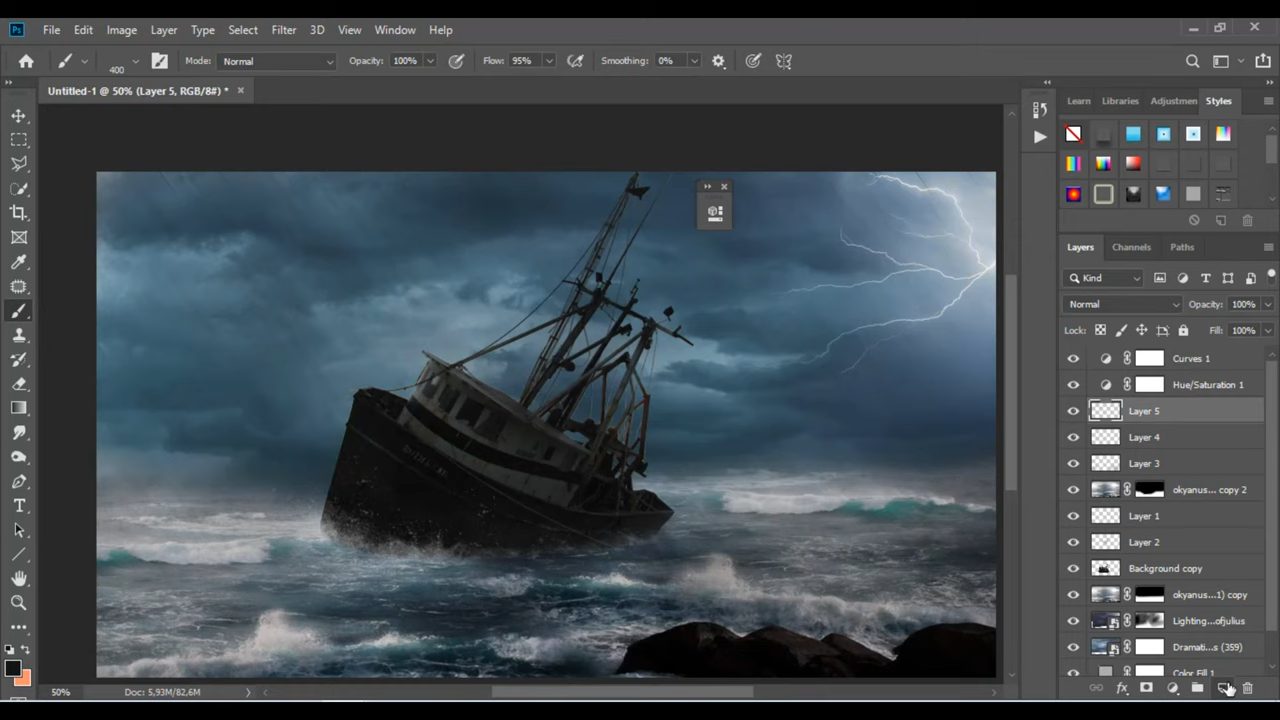 Ps File Edit Image Layer Type Select Filter 3D View Window Help
400 Mode: Normal Opacity: 100% Flow: 95% Smoothing: 0%
Untitled-1 @ 50% (Layer 5, RGB/8#) *
Learn Libraries Adjustmen Styles
Layers Channels Paths
Kind
Normal Opacity: 100%
Lock: Fill: 100%
Curves 1
Hue/Saturation 1
Layer 5
Layer 4
Layer 3
okyanus... copy 2
Layer 1
Layer 2
Background copy
okyanus...1) copy
Lighting...ofjulius
Dramati...s (359)
Color Fill 1
50% Doc: 5,93M/82,6M